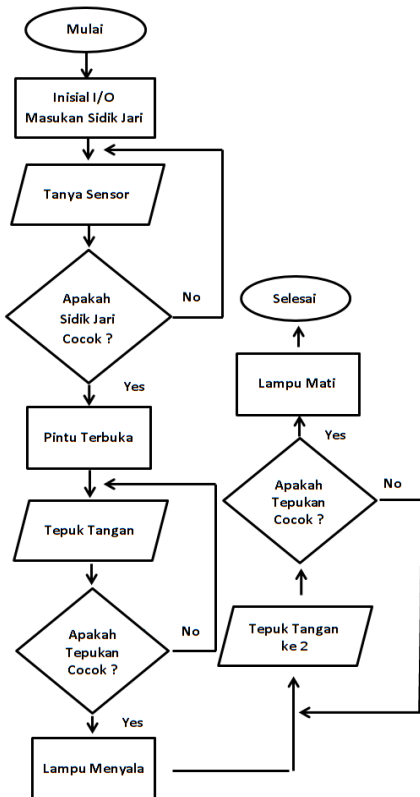 Mulai
Inisial I/O
Masukan Sidik Jari
Tanya Sensor
Apakah
Sidik Jari
Cocok ?
No
Yes
Pintu Terbuka
Tepuk Tangan
Apakah
Tepukan
Cocok ?
No
Yes
Lampu Menyala
Tepuk Tangan
ke 2
Apakah
Tepukan
Cocok ?
No
Yes
Lampu Mati
Selesai